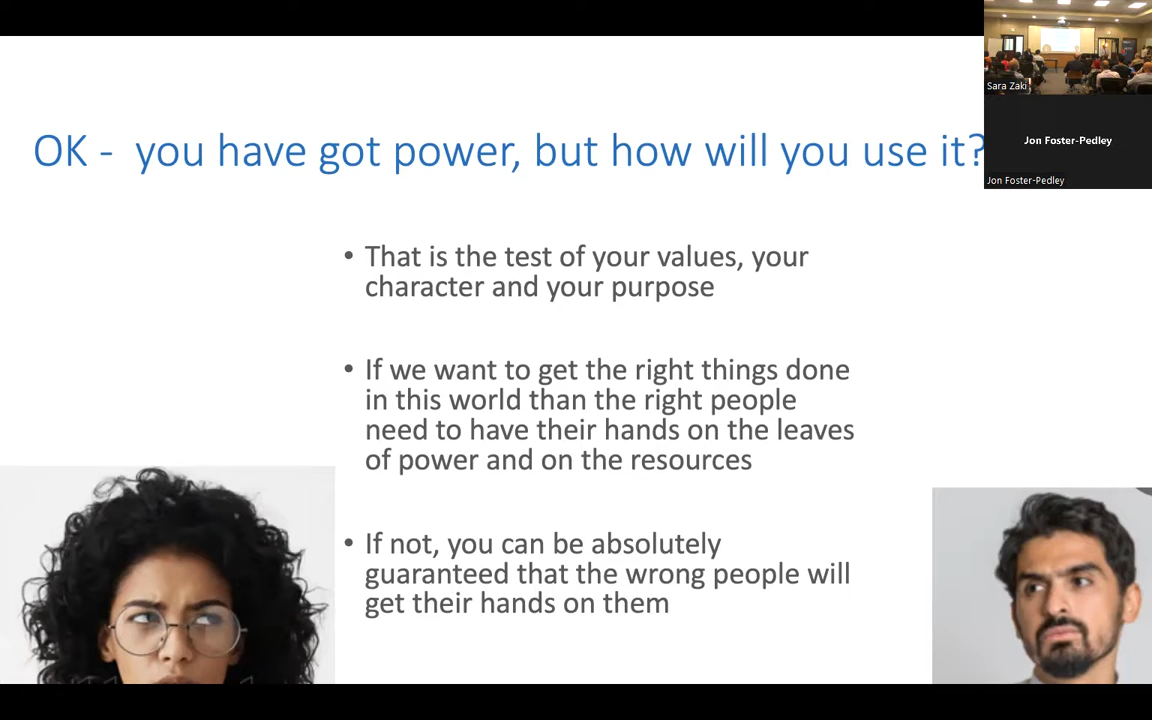 OK -  you have got power, but how will you use it?
• That is the test of your values, your
character and your purpose
• If we want to get the right things done
in this world than the right people
need to have their hands on the leaves
of power and on the resources
• If not, you can be absolutely
guaranteed that the wrong people will
get their hands on them
Sara Zaki
Jon Foster-Pedley
Jon Foster-Pedley